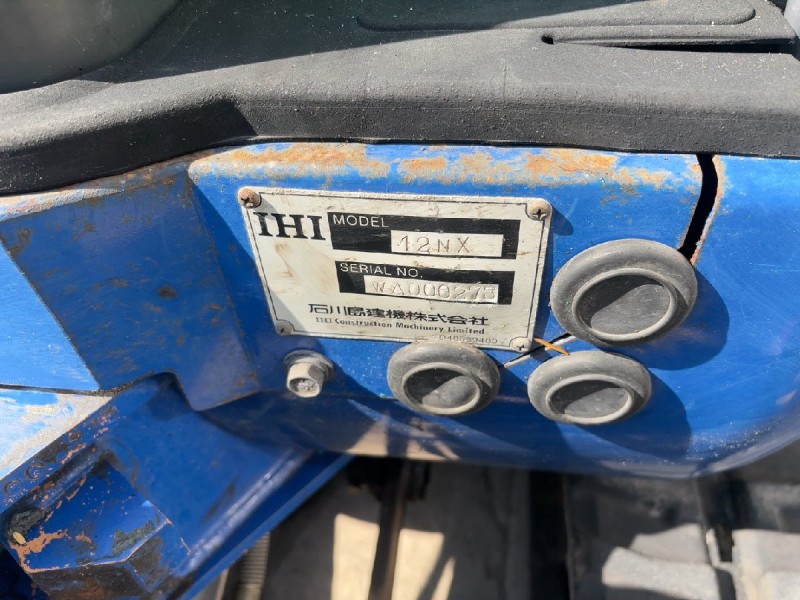 IHI MODEL 12NX
SERIAL NO. WA000273
石川島建機株式会社
IHI Construction Machinery Limited